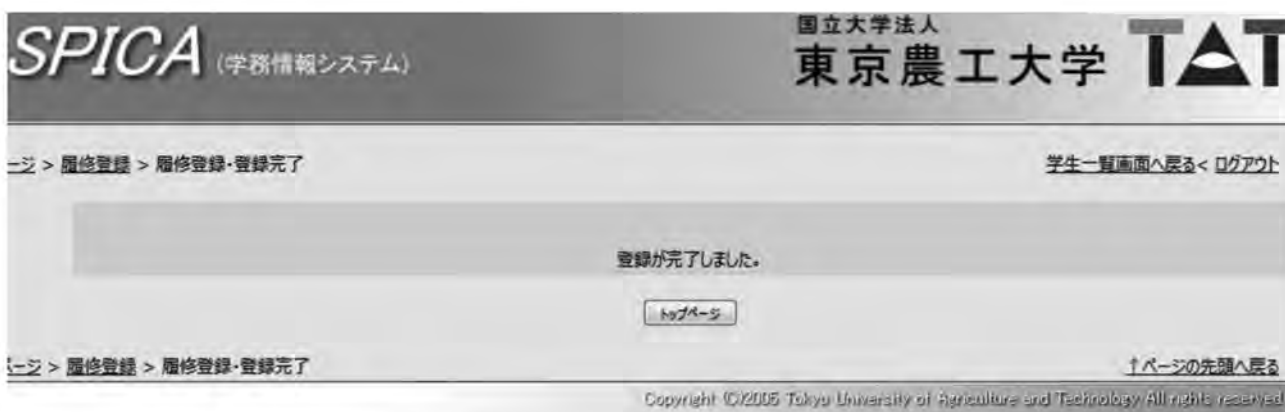 国立大学法人
SPICA (学務情報システム) 東京農工大学 TAT
ージ > 履修登録 > 履修登録・登録完了 学生一覧画面へ戻る< ログアウト
登録が完了しました。
トップページ
ページ > 履修登録 > 履修登録・登録完了 ↑ページの先頭へ戻る
Copyright (C)2005 Tokyo University of Agriculture and Technology All rights reserved